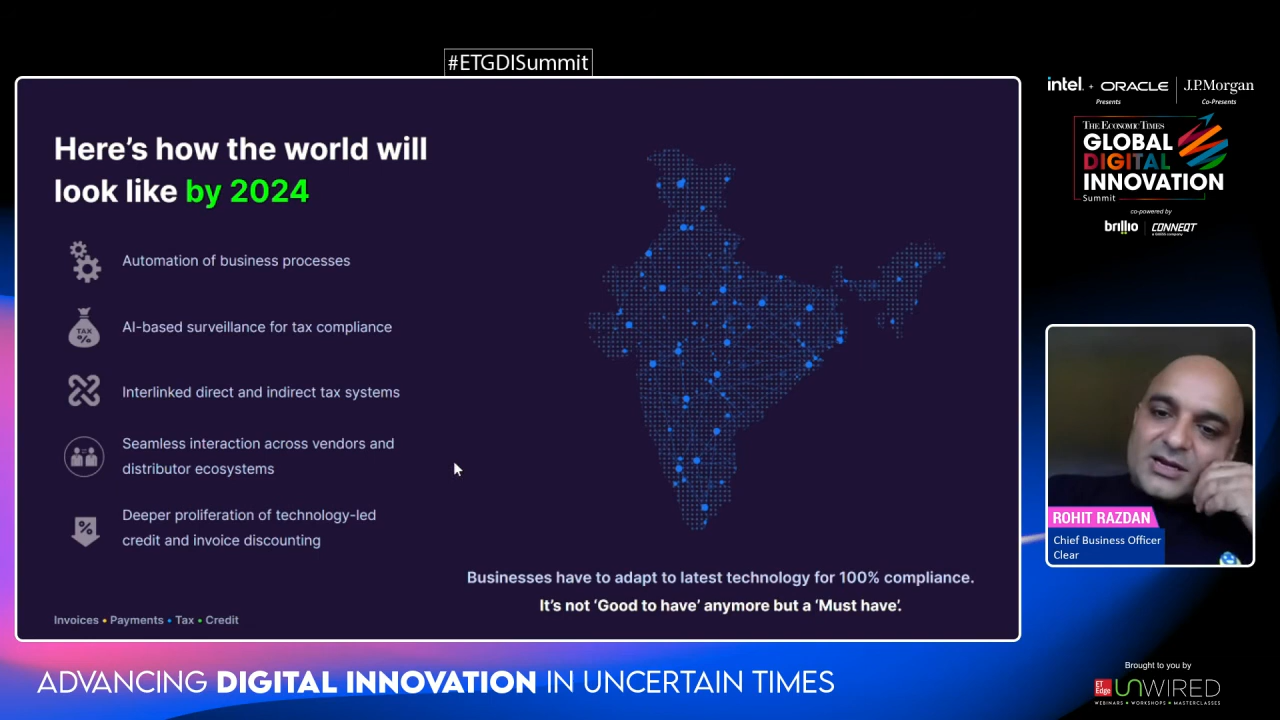 #ETGDISummit
Here's how the world will
look like by 2024
Automation of business processes
TAX
%
AI-based surveillance for tax compliance
Interlinked direct and indirect tax systems
Seamless interaction across vendors and
distributor ecosystems
%
Deeper proliferation of technology-led
credit and invoice discounting
Businesses have to adapt to latest technology for 100% compliance.
It's not ‘Good to have’ anymore but a ‘Must have’.
Invoices • Payments • Tax • Credit
intel. + ORACLE | J.P.Morgan
Presents Co-Presents
THE ECONOMIC TIMES
GLOBAL
DIGITAL
INNOVATION
Summit
co-powered by
brillio CONNEQT
ROHIT RAZDAN
Chief Business Officer
Clear
ADVANCING DIGITAL INNOVATION IN UNCERTAIN TIMES
Brought to you by
ET Edge UNWIRED
WEBINARS • WORKSHOPS • MASTERCLASSES